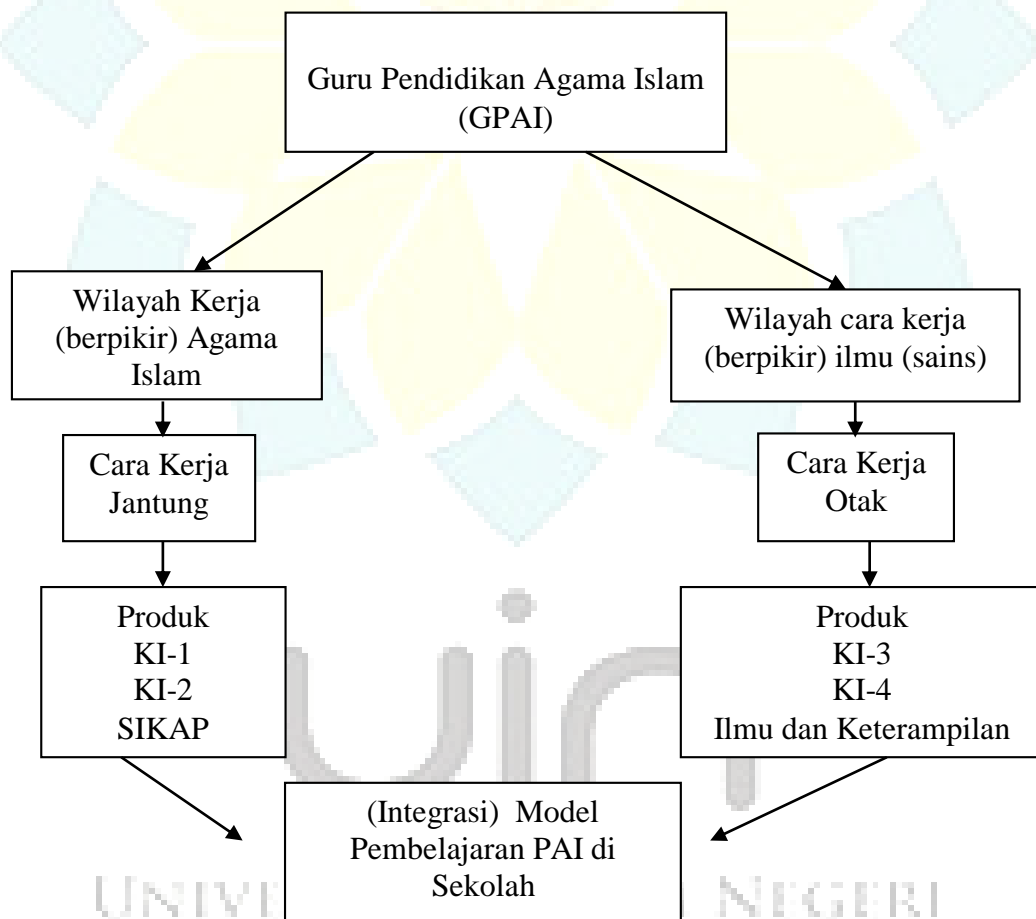 Guru Pendidikan Agama Islam
(GPAI)
Wilayah Kerja
(berpikir) Agama
Islam
Wilayah cara kerja
(berpikir) ilmu (sains)
Cara Kerja
Jantung
Cara Kerja
Otak
Produk
KI-1
KI-2
SIKAP
Produk
KI-3
KI-4
Ilmu dan Keterampilan
(Integrasi) Model
Pembelajaran PAI di
Sekolah
uin
NEGERI